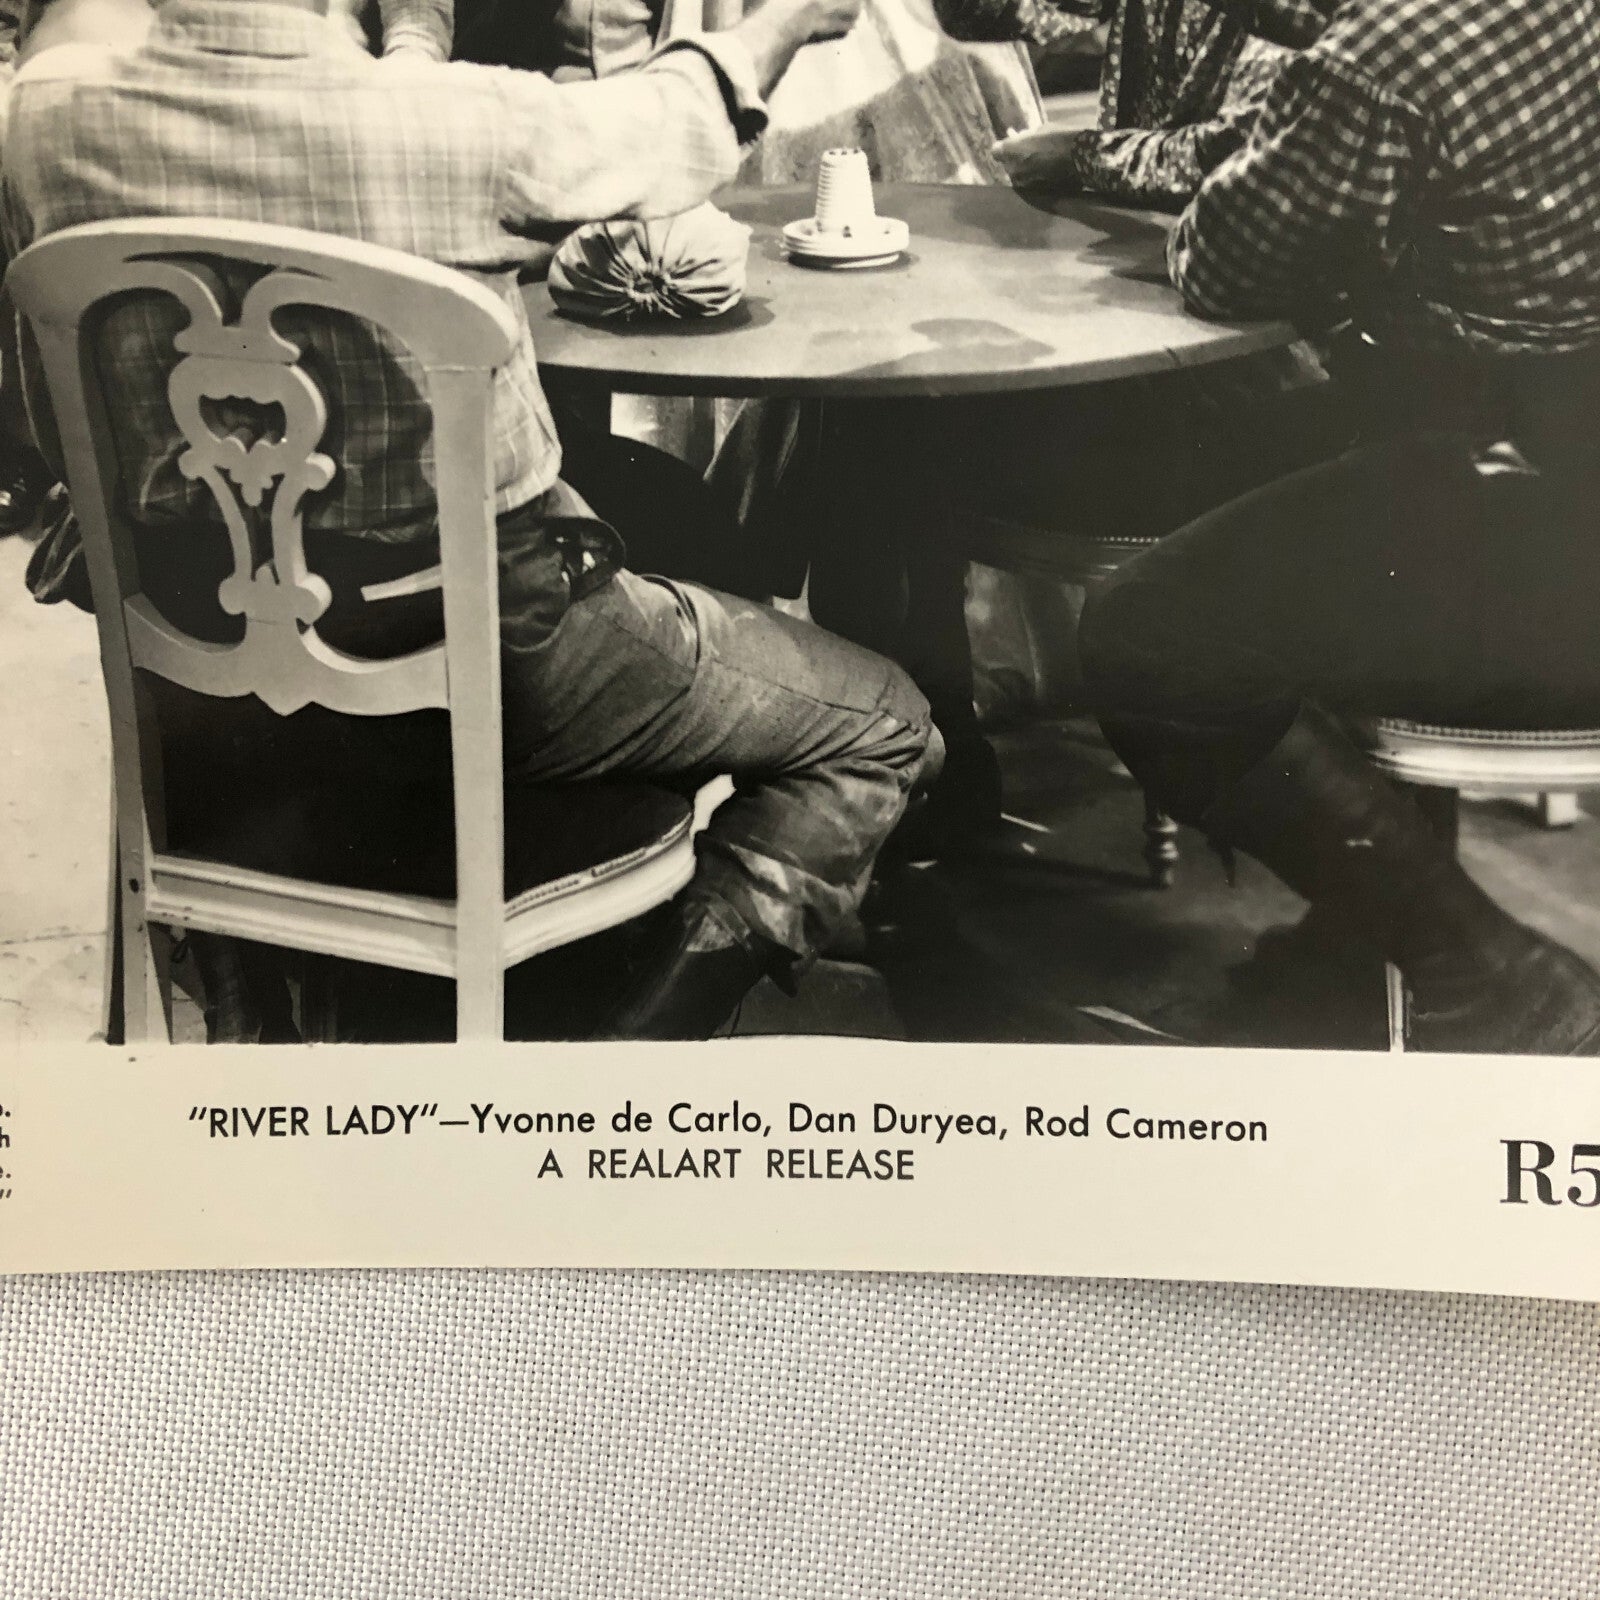 "RIVER LADY"—Yvonne de Carlo, Dan Duryea, Rod Cameron
A REALART RELEASE
R5